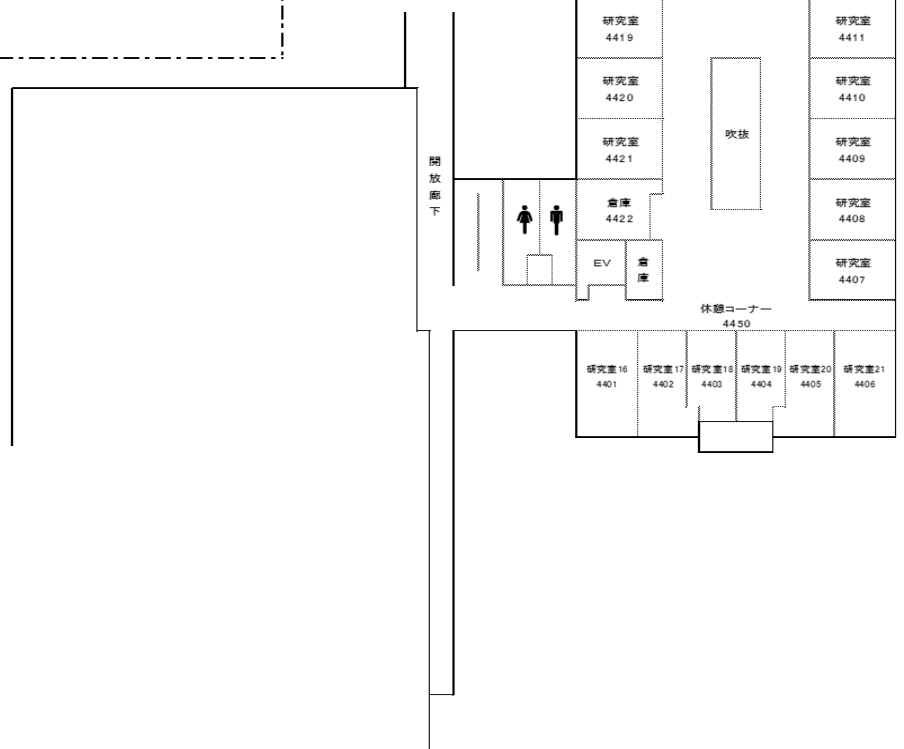 研究室
4419
研究室
4411
研究室
4420
研究室
4410
吹抜
研究室
4421
研究室
4409
開放廊下
倉庫
4422
研究室
4408
EV
倉庫
研究室
4407
休憩コーナー
4450
研究室16
4401
研究室17
4402
研究室18
4403
研究室19
4404
研究室20
4405
研究室21
4406